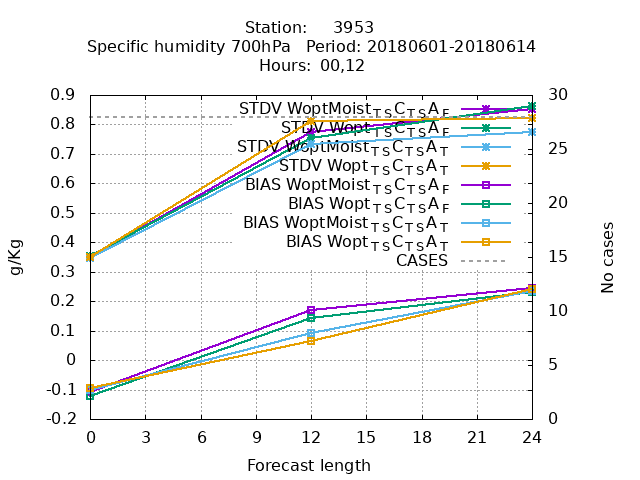 Station: 3953
Specific humidity 700hPa Period: 20180601-20180614
Hours: 00,12
0.9
0.8
0.7
0.6
0.5
0.4
0.3
0.2
0.1
0
-0.1
-0.2
g/Kg
STDV WoptMoist_TS C_TS A_F
STDV Wopt_TS C_TS A_F
STDV WoptMoist_TS C_TS A_T
STDV Wopt_TS C_TS A_T
BIAS WoptMoist_TS C_TS A_F
BIAS Wopt_TS C_TS A_F
BIAS WoptMoist_TS C_TS A_T
BIAS Wopt_TS C_TS A_T
CASES
30
25
20
15
10
5
0
No cases
0 3 6 9 12 15 18 21 24
Forecast length